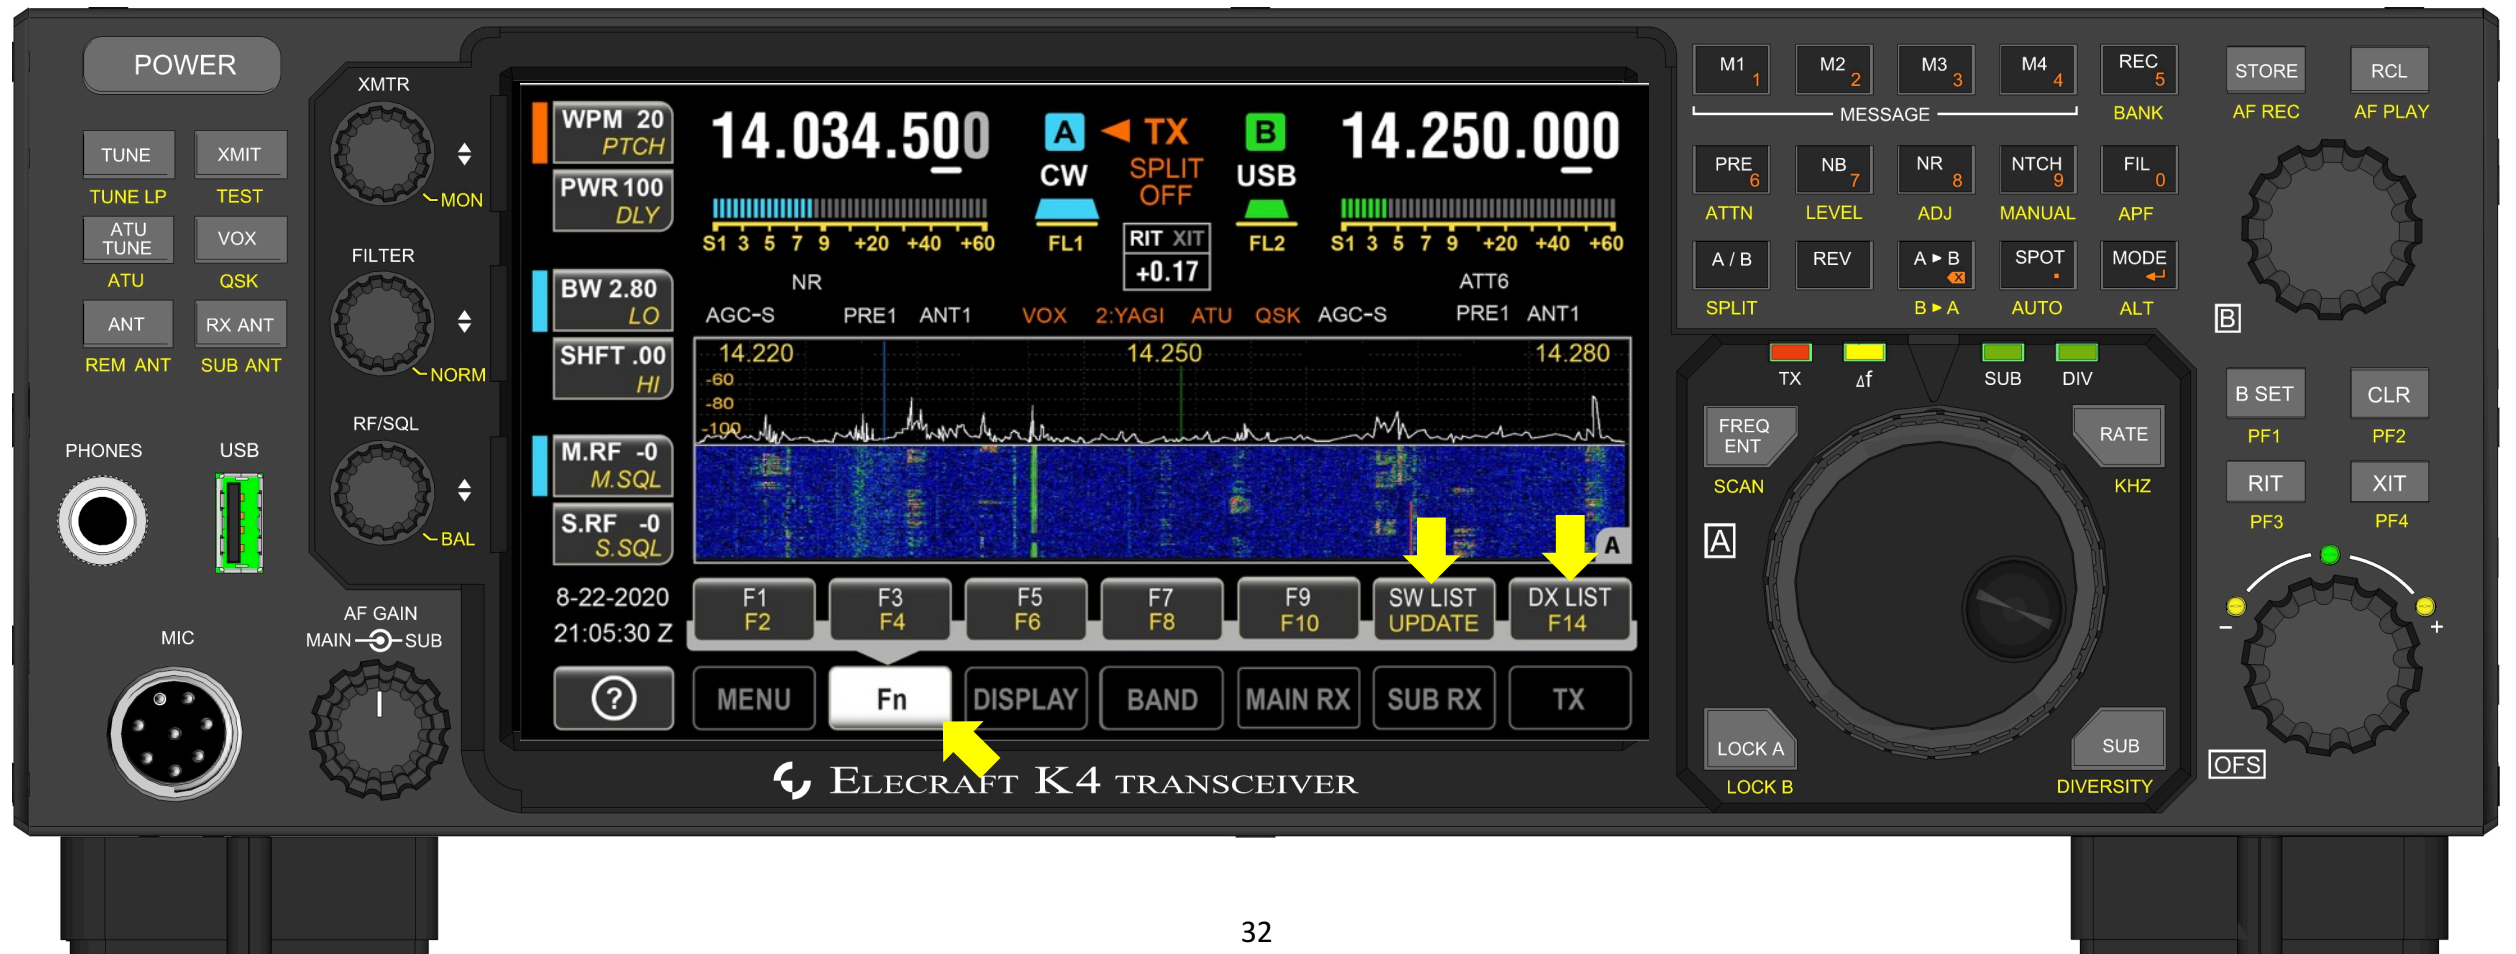 POWER
TUNE XMIT
TUNE LP TEST
ATU TUNE VOX
ATU QSK
ANT RX ANT
REM ANT SUB ANT
PHONES USB
MIC
XMTR
MON
FILTER
NORM
RF/SQL
BAL
AF GAIN
MAIN SUB
WPM 20
PTCH
PWR 100
DLY
BW 2.80
LO
SHFT .00
HI
M.RF -0
M.SQL
S.RF -0
S.SQL
8-22-2020
21:05:30 Z
14.034.500 A TX B 14.250.000
CW SPLIT OFF USB
S1 3 5 7 9 +20 +40 +60 FL1 RIT XIT FL2 S1 3 5 7 9 +20 +40 +60
+0.17
NR ATT6
AGC-S PRE1 ANT1 VOX 2:YAGI ATU QSK AGC-S PRE1 ANT1
14.220 14.250 14.280
-60
-80
-100
A
F1 F3 F5 F7 F9 SW LIST DX LIST
F2 F4 F6 F8 F10 UPDATE F14
? MENU Fn DISPLAY BAND MAIN RX SUB RX TX
ELECRAFT K4 TRANSCEIVER
M1 1 M2 2 M3 3 M4 4 REC 5
MESSAGE BANK
PRE 6 NB 7 NR 8 NTCH 9 FIL 0
ATTN LEVEL ADJ MANUAL APF
A / B REV A ▸ B SPOT . MODE
SPLIT B ▸ A AUTO ALT
TX Δf SUB DIV
FREQ ENT RATE
SCAN KHZ
A
LOCK A SUB
LOCK B DIVERSITY
STORE RCL
AF REC AF PLAY
B
B SET CLR
PF1 PF2
RIT XIT
PF3 PF4
- +
OFS
32